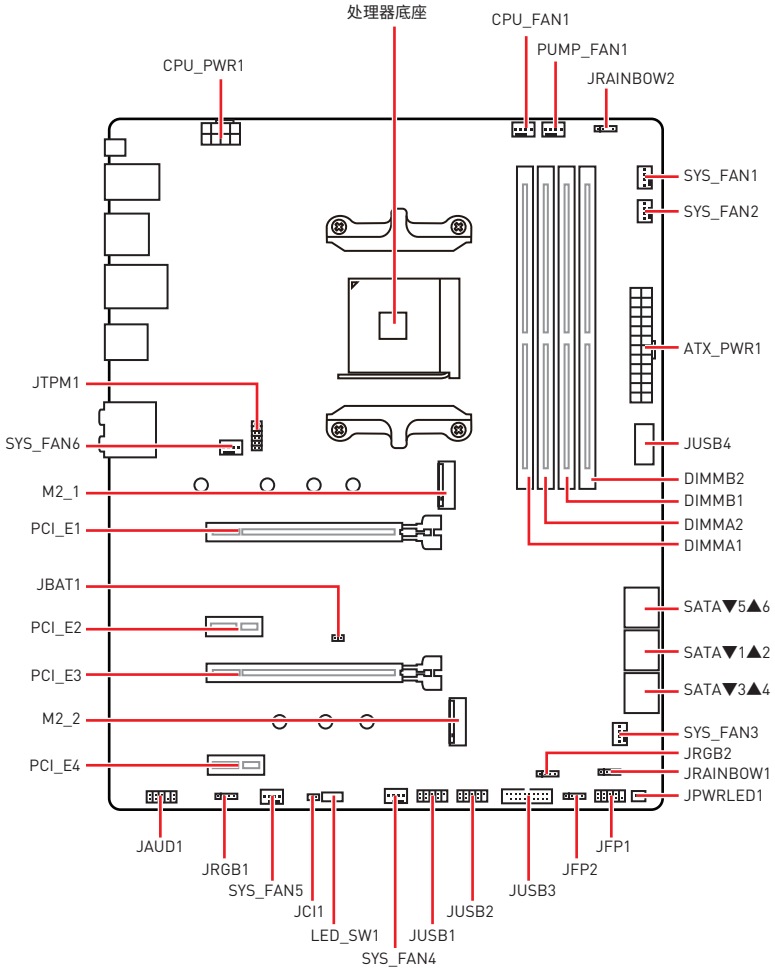 处理器底座
CPU_FAN1
PUMP_FAN1
CPU_PWR1
JRAINBOW2
SYS_FAN1
SYS_FAN2
ATX_PWR1
JTPM1
SYS_FAN6
JUSB4
M2_1
DIMMB2
DIMMB1
PCI_E1
DIMMA2
DIMMA1
JBAT1
SATA▼5▲6
PCI_E2
SATA▼1▲2
PCI_E3
SATA▼3▲4
M2_2
SYS_FAN3
JRGB2
PCI_E4
JRAINBOW1
JPWRLED1
JAUD1
JFP1
JRGB1
JFP2
SYS_FAN5
JUSB3
JCI1
JUSB2
LED_SW1
JUSB1
SYS_FAN4